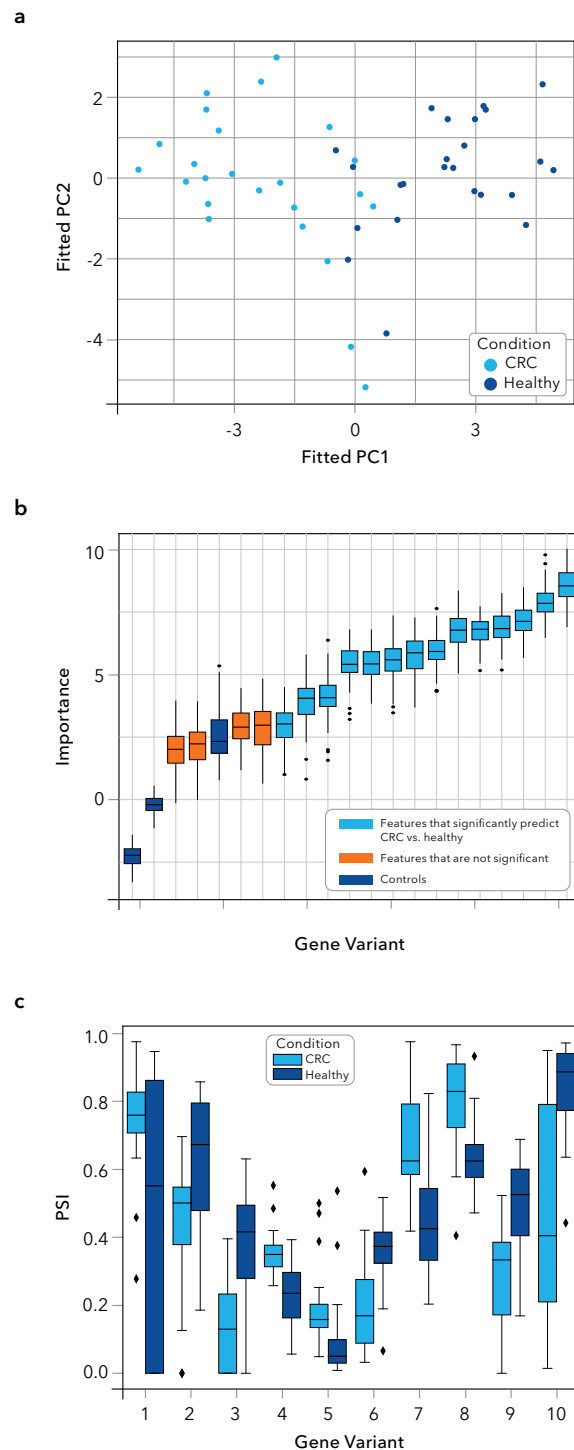 a
2
0
-2
-4
Fitted PC2
Condition
CRC
Healthy
-3 0 3
Fitted PC1
b
10
5
0
Importance
Features that significantly predict
CRC vs. healthy
Features that are not significant
Controls
Gene Variant
c
1.0
0.8
0.6
0.4
0.2
0.0
PSI
Condition
CRC
Healthy
1 2 3 4 5 6 7 8 9 10
Gene Variant